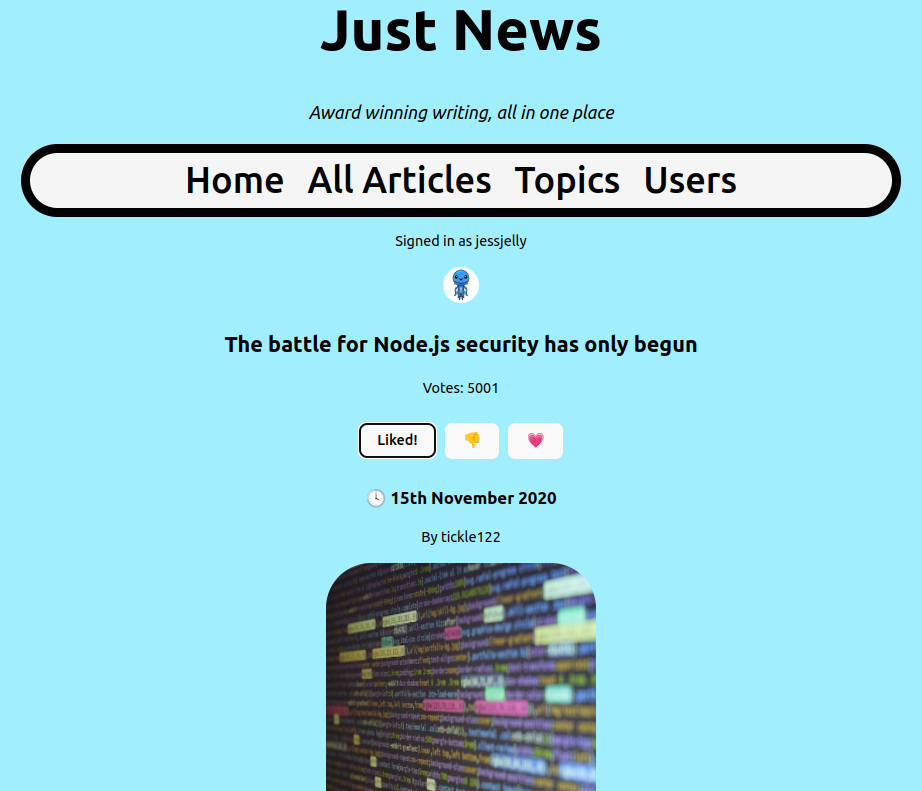 Just News
Award winning writing, all in one place
Home All Articles Topics Users
Signed in as jessjelly
The battle for Node.js security has only begun
Votes: 5001
Liked! 👎 💗
🕓 15th November 2020
By tickle122